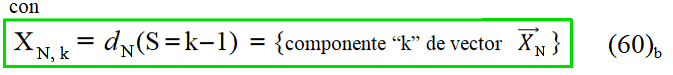 con
X_{N, k} = d_N(S=k–1) = {componente “k” de vector \vec{X}_N} (60)_b